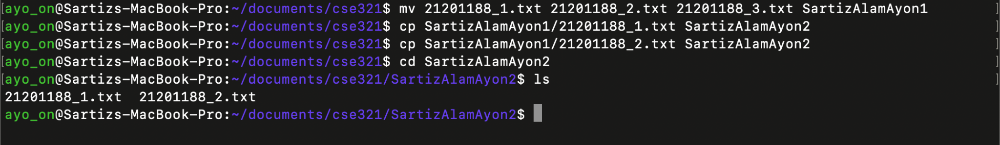 ayo_on@Sartizs-MacBook-Pro:~/documents/cse321$ mv 21201188_1.txt 21201188_2.txt 21201188_3.txt SartizAlamAyon1
ayo_on@Sartizs-MacBook-Pro:~/documents/cse321$ cp SartizAlamAyon1/21201188_1.txt SartizAlamAyon2
ayo_on@Sartizs-MacBook-Pro:~/documents/cse321$ cp SartizAlamAyon1/21201188_2.txt SartizAlamAyon2
ayo_on@Sartizs-MacBook-Pro:~/documents/cse321$ cd SartizAlamAyon2
ayo_on@Sartizs-MacBook-Pro:~/documents/cse321/SartizAlamAyon2$ ls
21201188_1.txt  21201188_2.txt
ayo_on@Sartizs-MacBook-Pro:~/documents/cse321/SartizAlamAyon2$